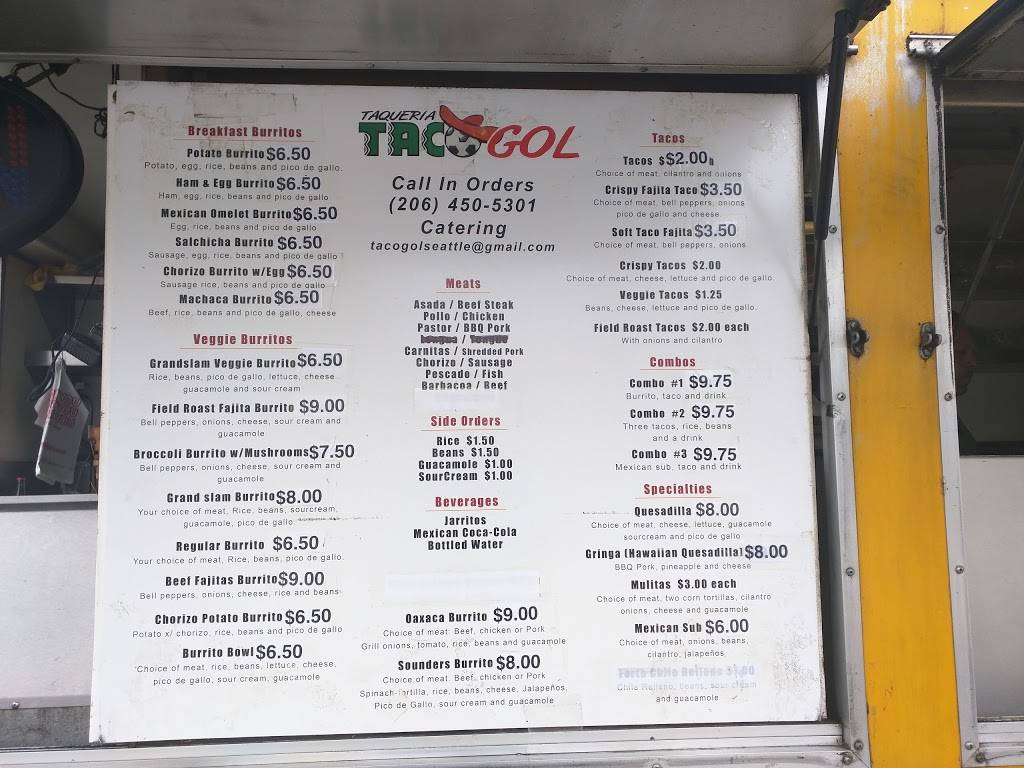 Breakfast Burritos
Potato Burrito $6.50
Potato, egg, rice, beans and pico de gallo.
Ham & Egg Burrito $6.50
Ham, egg, rice, beans and pico de gallo
Mexican Omelet Burrito $6.50
Egg, rice, beans and pico de gallo
Salchicha Burrito $6.50
Sausage, egg, rice, beans and pico de gallo
Chorizo Burrito w/Egg $6.50
Sausage rice, beans and pico de gallo
Machaca Burrito $6.50
Beef, rice, beans and pico de gallo, cheese
Veggie Burritos
Grandslam Veggie Burrito $6.50
Rice, beans, pico de gallo, lettuce, cheese
guacamole and sour cream
Field Roast Fajita Burrito $9.00
Bell peppers, onions, cheese, sour cream and
guacamole
Broccoli Burrito w/Mushrooms $7.50
Bell peppers, onions, cheese, sour cream and
guacamole
Grand slam Burrito $8.00
Your choice of meat, Rice, beans, sourcream,
guacamole, pico de gallo.
Regular Burrito $6.50
Your choice of meat, Rice, beans, pico de gallo.
Beef Fajitas Burrito $9.00
Bell peppers, onions, cheese, rice and beans
Chorizo Potato Burrito $6.50
Potato x/ chorizo, rice, beans and pico de gallo
Burrito Bowl $6.50
Choice of meat, rice, beans, lettuce, cheese,
pico de gallo, sour cream, guacamole
TAQUERIA
TACO GOL
Call In Orders
(206) 450-5301
Catering
tacogolseattle@gmail.com
Meats
Asada / Beef Steak
Pollo / Chicken
Pastor / BBQ Pork
Carnitas / Shredded Pork
Chorizo / Sausage
Pescado / Fish
Barbacoa / Beef
Side Orders
Rice $1.50
Beans $1.50
Guacamole $1.00
SourCream $1.00
Beverages
Jarritos
Mexican Coca-Cola
Bottled Water
Oaxaca Burrito $9.00
Choice of meat: Beef, chicken or Pork
Grill onions, tomato, rice, beans and guacamole
Sounders Burrito $8.00
Choice of meat: Beef, chicken or Pork
Spinach-tortilla, rice, beans, cheese, Jalapeños,
Pico de Gallo, sour cream and guacamole
Tacos
Tacos $$2.00h
Choice of meat, cilantro and onions
Crispy Fajita Taco $3.50
Choice of meat, bell peppers, onions
pico de gallo and cheese
Soft Taco Fajita $3.50
Choice of meat, bell peppers, onions
Crispy Tacos $2.00
Choice of meat, cheese, lettuce and pico de gallo
Veggie Tacos $1.25
Beans, cheese, lettuce and pico de gallo.
Field Roast Tacos $2.00 each
With onions and cilantro
Combos
Combo #1 $9.75
Burrito, taco and drink
Combo #2 $9.75
Three tacos, rice, beans
and a drink
Combo #3 $9.75
Mexican sub, taco and drink
Specialties
Quesadilla $8.00
Choice of meat, cheese, lettuce, guacamole
sourcream and pico de gallo
Gringa (Hawaiian Quesadilla) $8.00
BBQ Pork, pineapple and cheese
Mulitas $3.00 each
Choice of meat, two corn tortillas, cilantro
onions, cheese and guacamole
Mexican Sub $6.00
Choice of meat, onions, beans,
cilantro, jalapeños
Chile Relleno, beans, sour cream
and guacamole